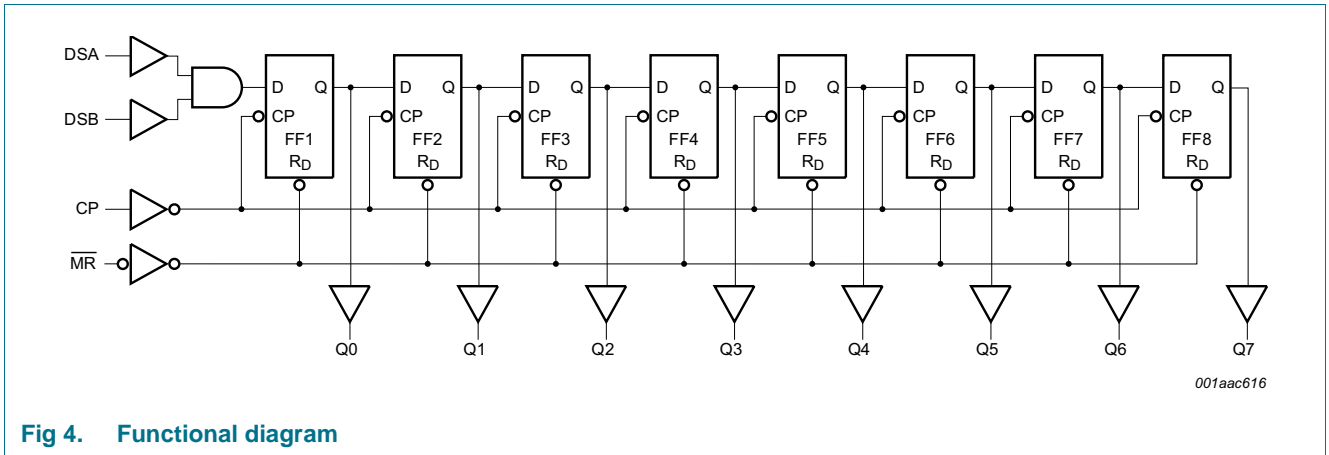 DSA
DSB
CP
M̅R̅
D Q
CP
FF1
RD
D Q
CP
FF2
RD
D Q
CP
FF3
RD
D Q
CP
FF4
RD
D Q
CP
FF5
RD
D Q
CP
FF6
RD
D Q
CP
FF7
RD
D Q
CP
FF8
RD
Q0 Q1 Q2 Q3 Q4 Q5 Q6 Q7
001aac616
Fig 4. Functional diagram